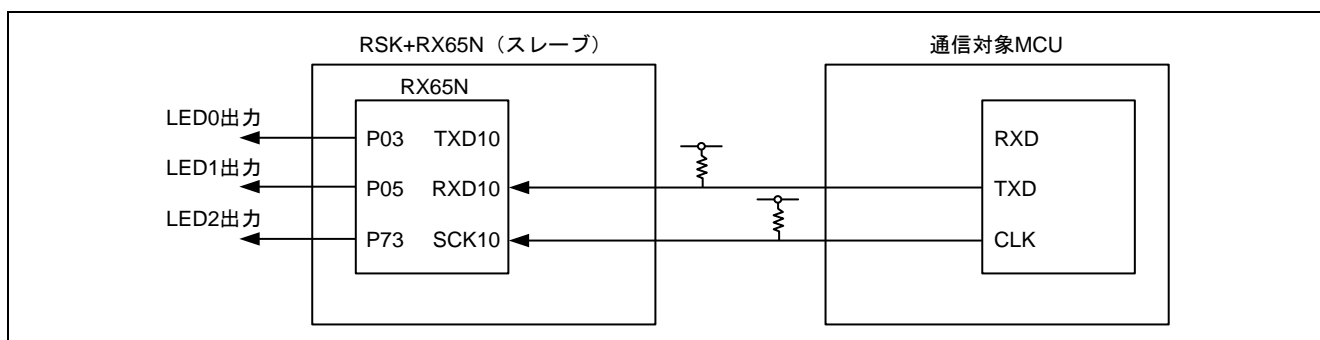 RSK+RX65N（スレーブ） 通信対象MCU
RX65N
LED0出力 P03 TXD10 RXD
LED1出力 P05 RXD10 TXD
LED2出力 P73 SCK10 CLK